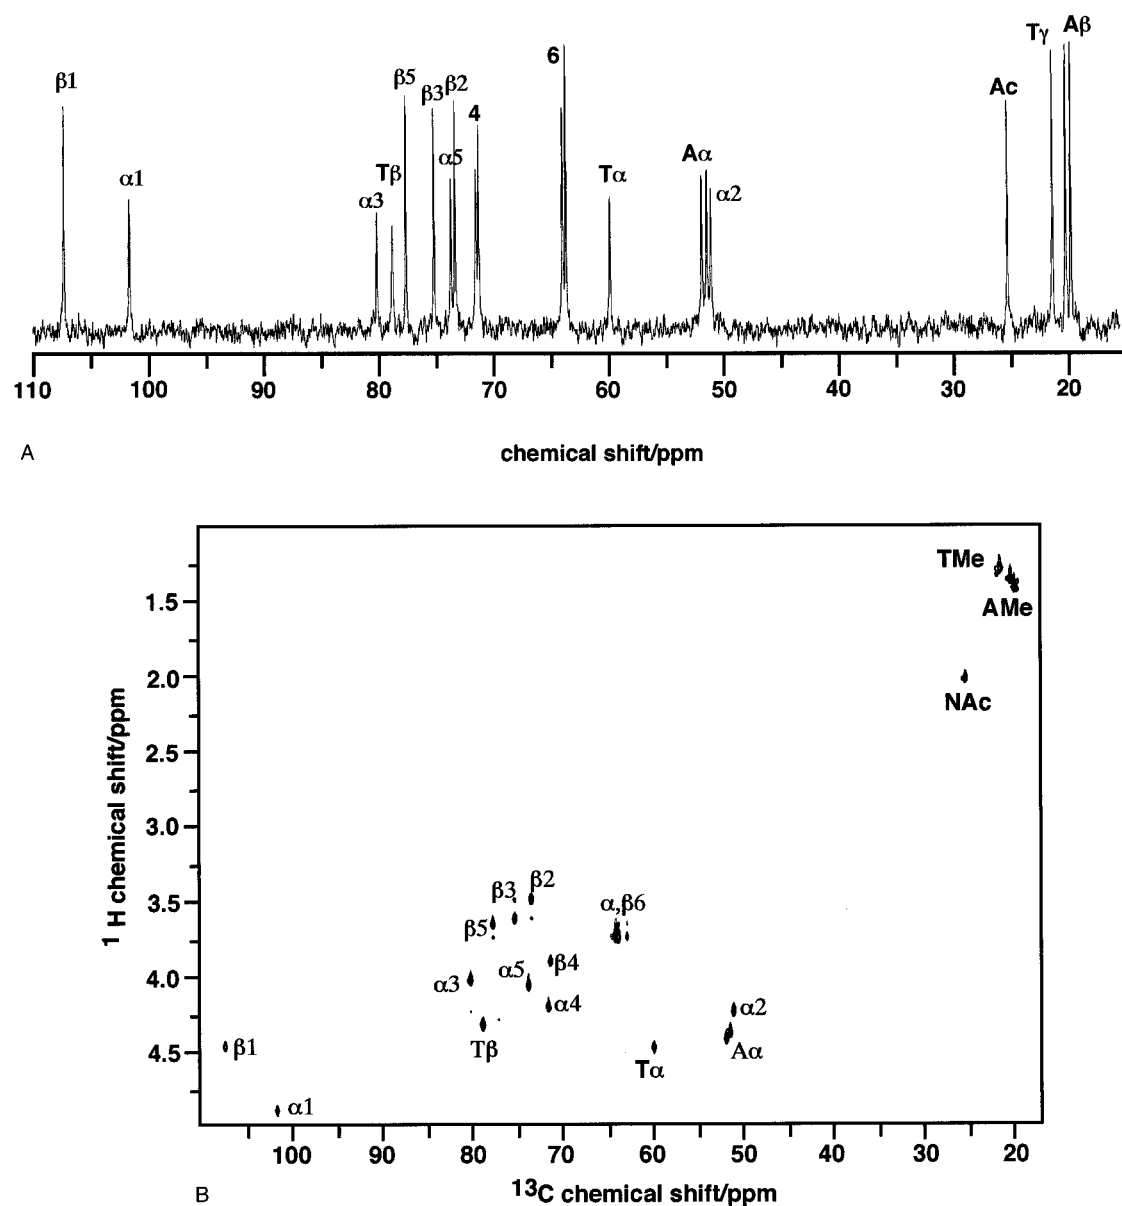 Tγ Aβ
β1 β5 β3 β2 6 Ac
4
α1 Tβ α5 Tα Aα
α3 α2
110 100 90 80 70 60 50 40 30 20
A chemical shift/ppm
TMe
1.5 AMe
2.0
NAc
2.5
3.0
3.5 β3 β2 α,β6
β5
4.0 α3 α5 β4
α4 α2
4.5 β1 Tβ Tα Aα
α1
1H chemical shift/ppm
100 90 80 70 60 50 40 30 20
B 13C chemical shift/ppm